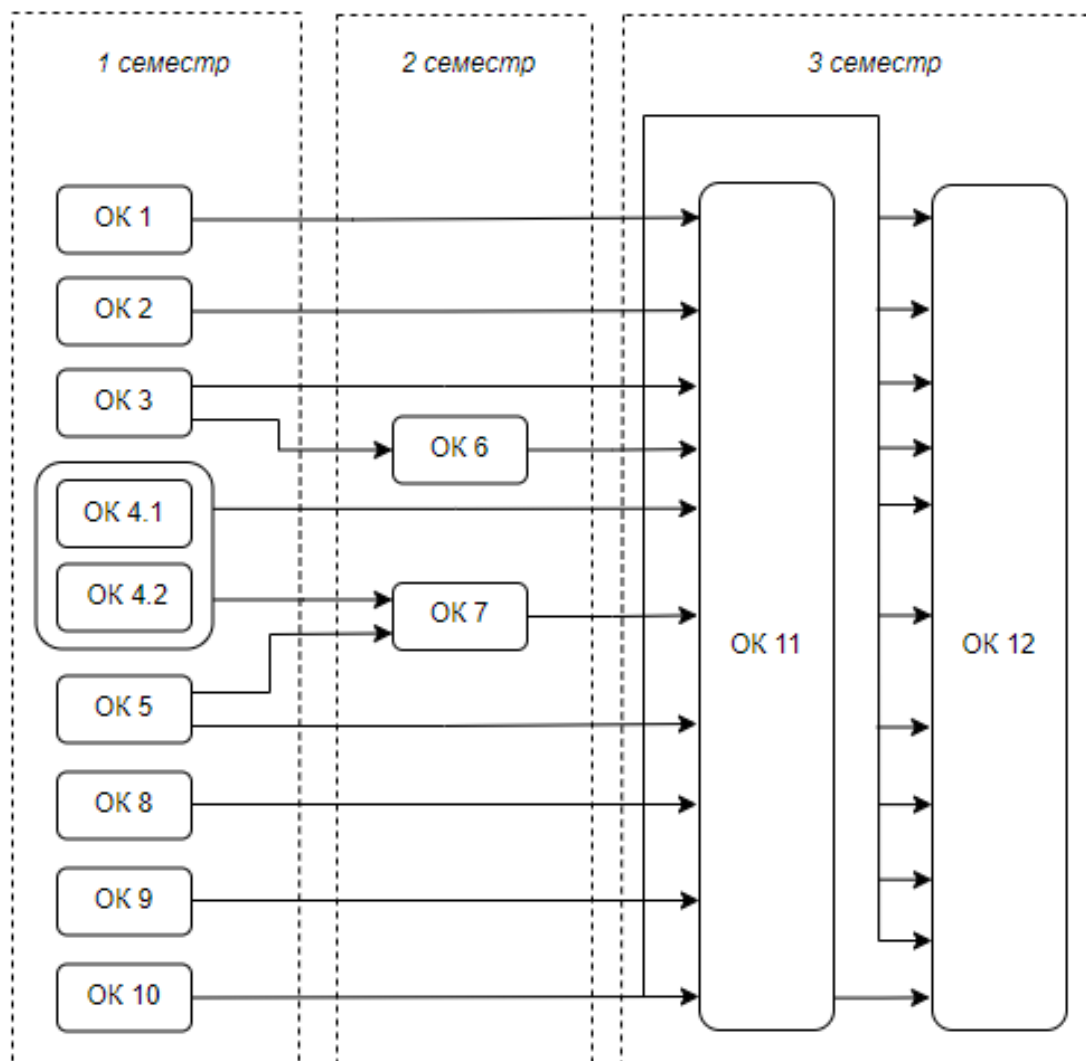 1 семестр
2 семестр
3 семестр
ОК 1
ОК 2
ОК 3
ОК 6
ОК 4.1
ОК 4.2
ОК 7
ОК 11
ОК 12
ОК 5
ОК 8
ОК 9
ОК 10